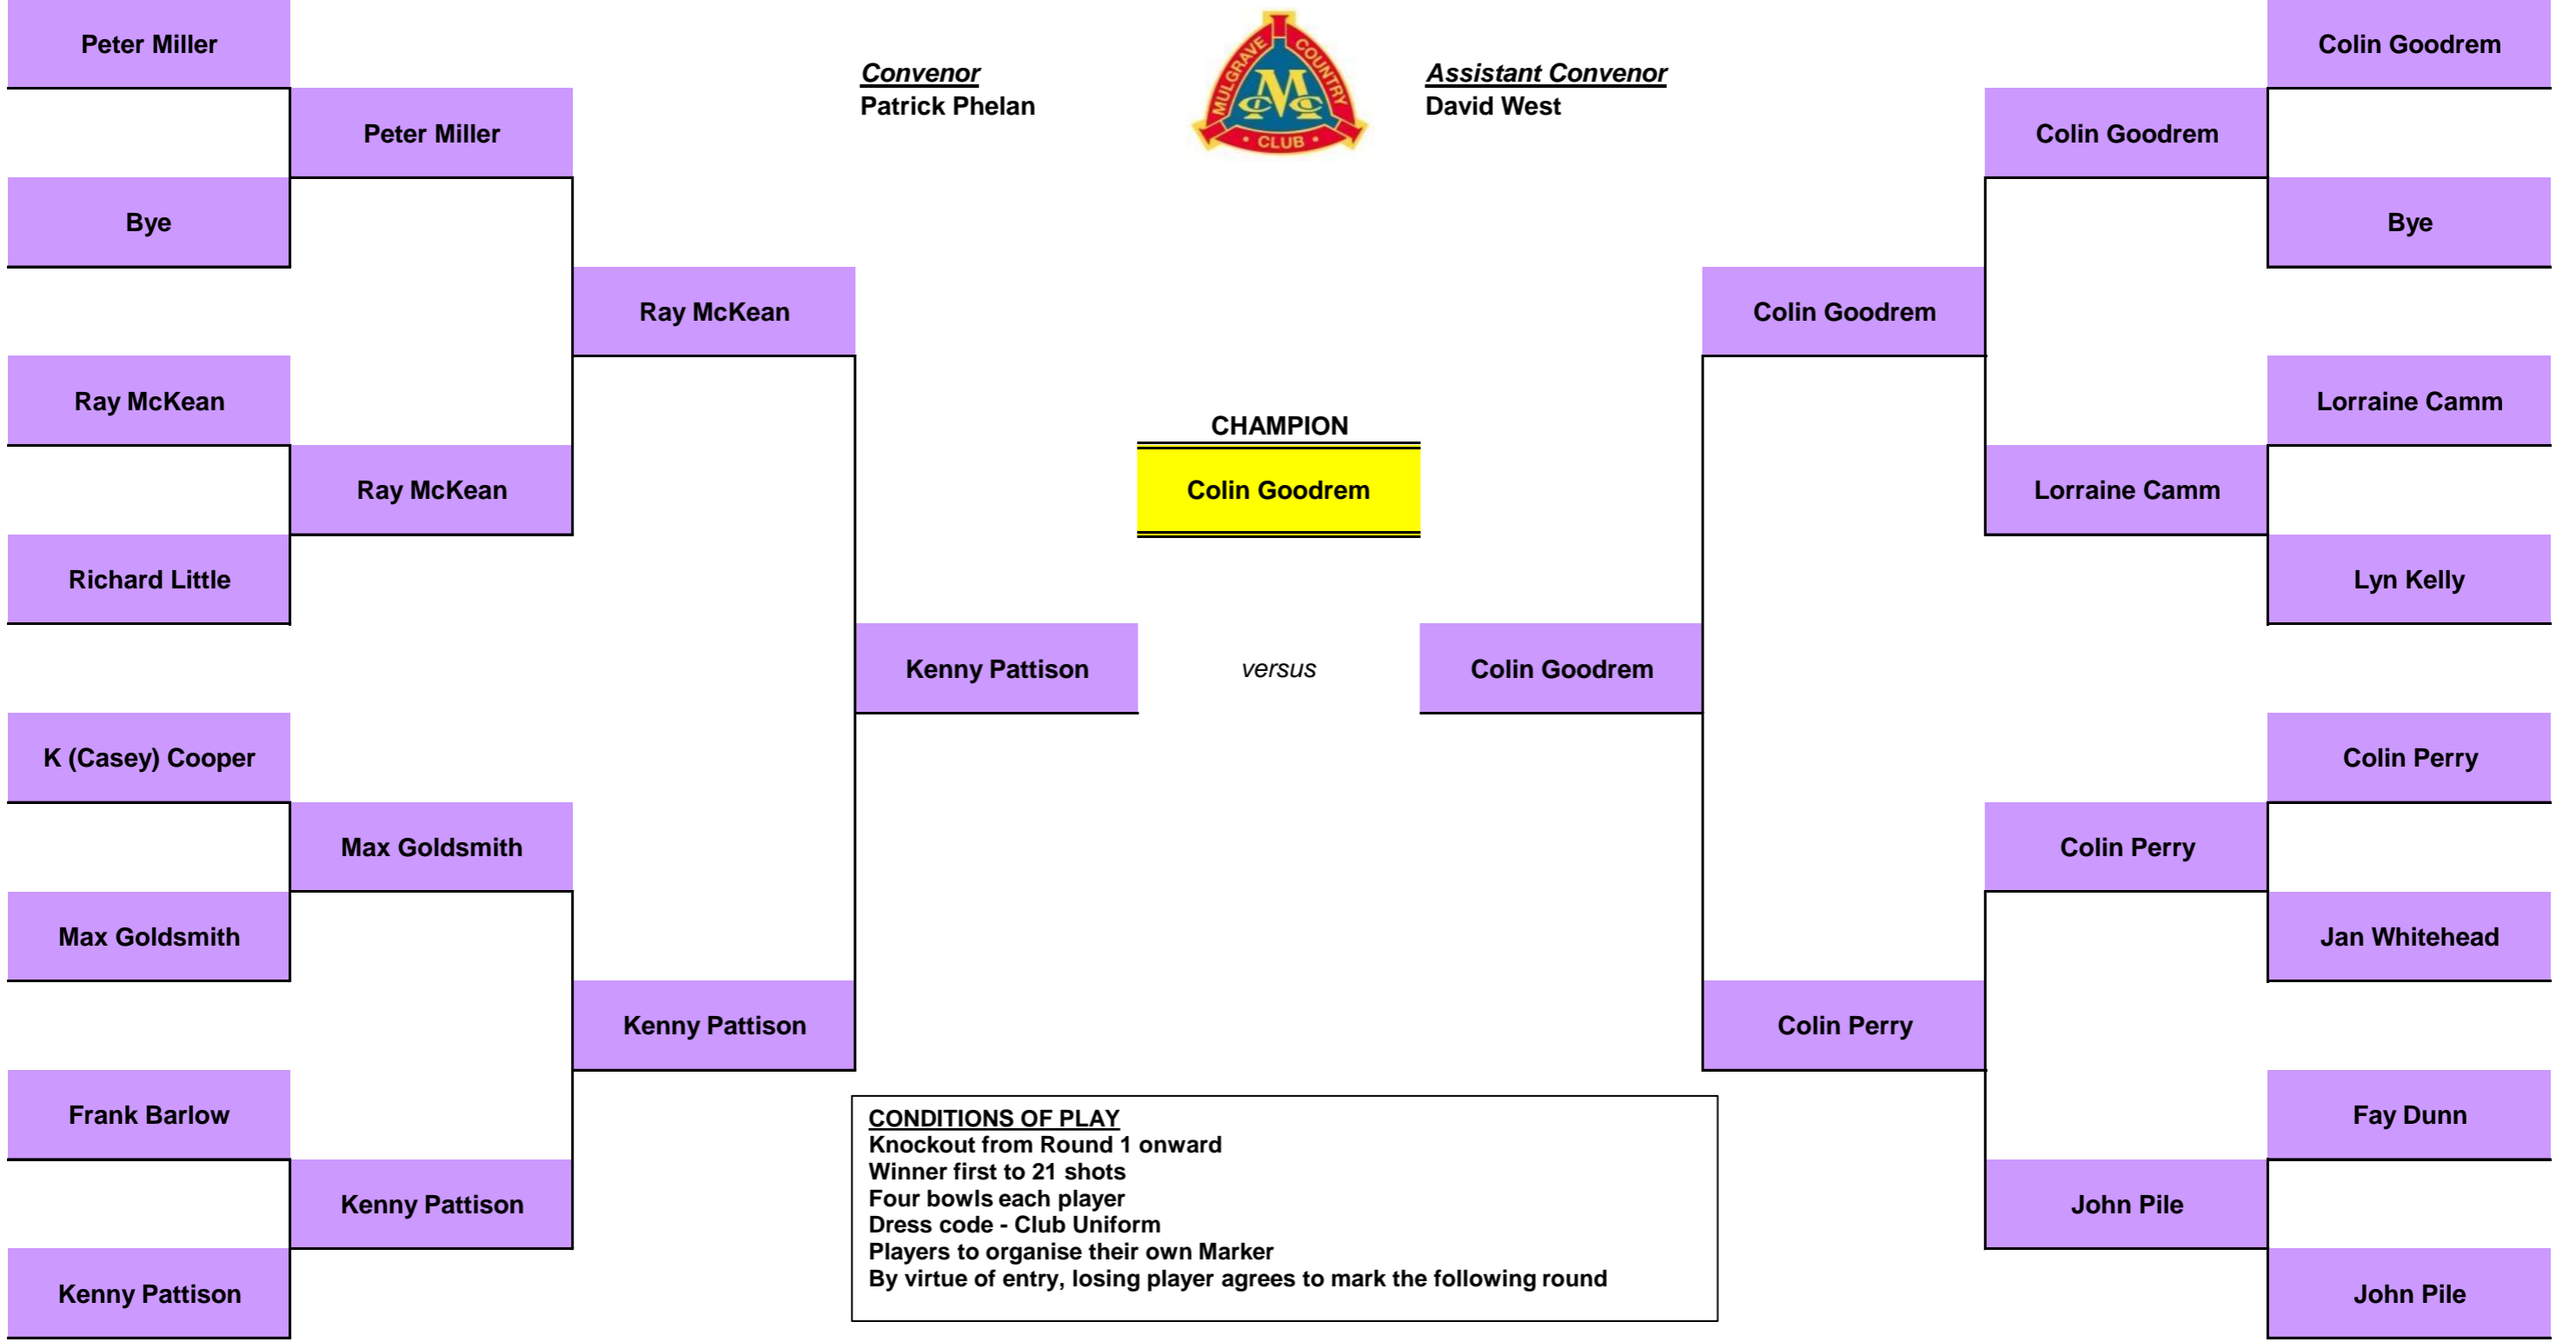 Peter Miller
Convenor
Patrick Phelan
MULGRAVE COUNTRY CLUB
MCC
Assistant Convenor
David West
Colin Goodrem
Peter Miller
Colin Goodrem
Bye
Bye
Ray McKean
Colin Goodrem
Ray McKean
Lorraine Camm
CHAMPION
Ray McKean
Colin Goodrem
Lorraine Camm
Richard Little
Lyn Kelly
Kenny Pattison
versus
Colin Goodrem
K (Casey) Cooper
Colin Perry
Max Goldsmith
Colin Perry
Max Goldsmith
Jan Whitehead
Kenny Pattison
Colin Perry
Frank Barlow
Fay Dunn
Kenny Pattison
John Pile
Kenny Pattison
John Pile
CONDITIONS OF PLAY
Knockout from Round 1 onward
Winner first to 21 shots
Four bowls each player
Dress code - Club Uniform
Players to organise their own Marker
By virtue of entry, losing player agrees to mark the following round